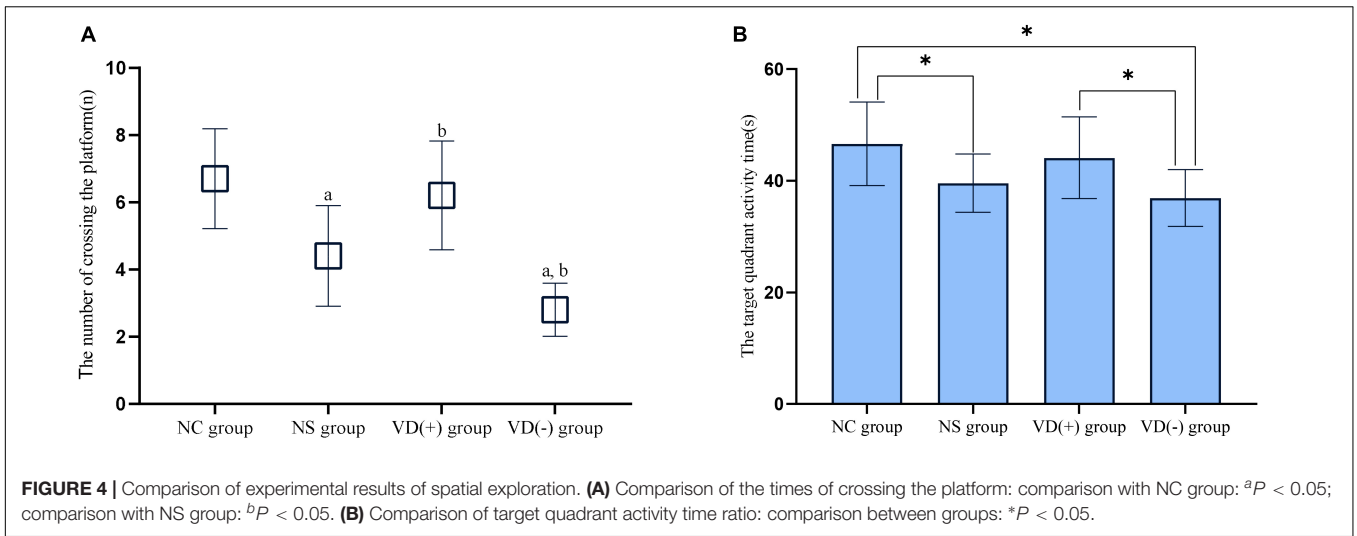 A
The number of crossing the platform(n)
10
8
6
4
2
0
a
b
a, b
NC group NS group VD(+) group VD(-) group
B
The target quadrant activity time(s)
60
40
20
0
*
*
*
NC group NS group VD(+) group VD(-) group
FIGURE 4 | Comparison of experimental results of spatial exploration. (A) Comparison of the times of crossing the platform: comparison with NC group: aP < 0.05;
comparison with NS group: bP < 0.05. (B) Comparison of target quadrant activity time ratio: comparison between groups: *P < 0.05.